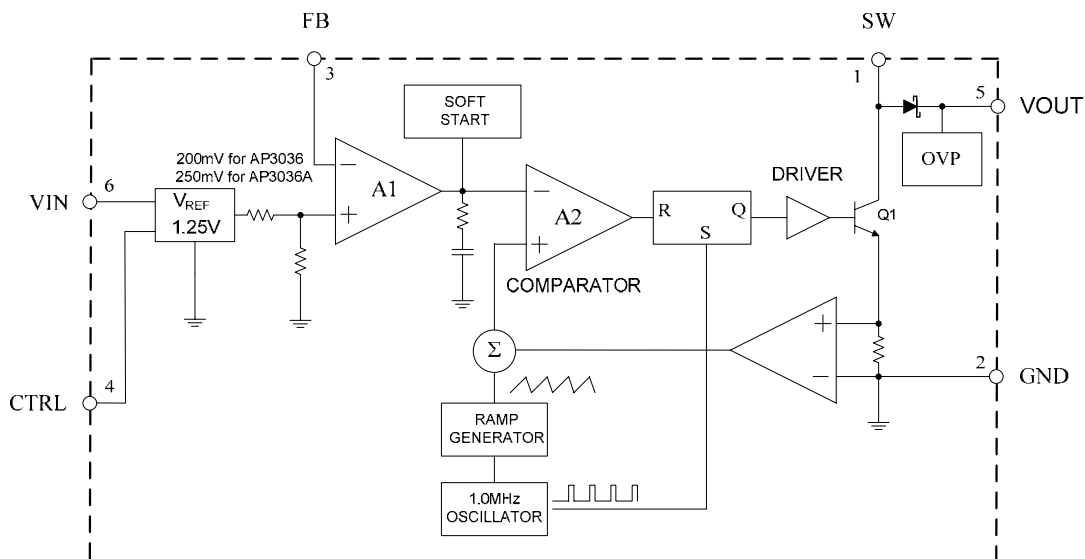 FB
SW
3
1
5
VOUT
SOFT
START
OVP
200mV for AP3036
250mV for AP3036A
−
A1
+
DRIVER
6
VIN
VREF
1.25V
−
A2
+
R
Q
S
Q1
COMPARATOR
+
−
Σ
2
GND
4
CTRL
RAMP
GENERATOR
1.0MHz
OSCILLATOR